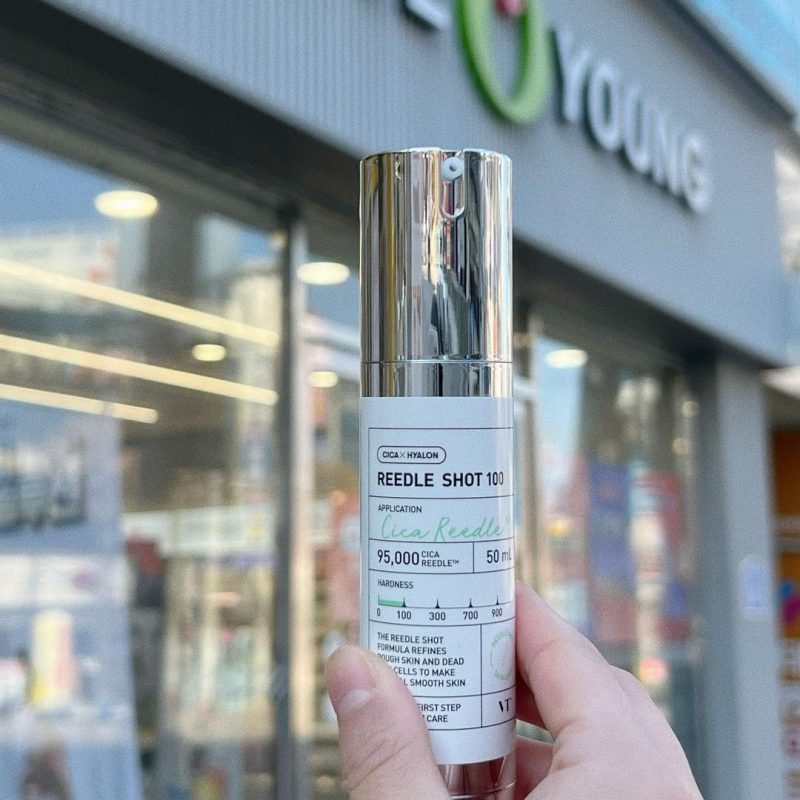 YOUNG
CICA×HYALON
REEDLE SHOT 100
APPLICATION
Cica Reedle™
95,000 CICA REEDLE™
50 mL
HARDNESS
0 100 300 700 900
THE REEDLE SHOT
FORMULA REFINES
ROUGH SKIN AND DEAD
CELLS TO MAKE
SMOOTH SKIN
FIRST STEP
CARE
VT